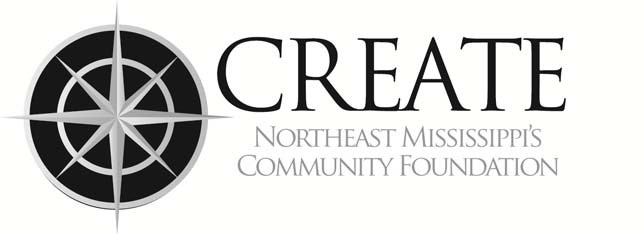 CREATE
NORTHEAST MISSISSIPPI'S
COMMUNITY FOUNDATION